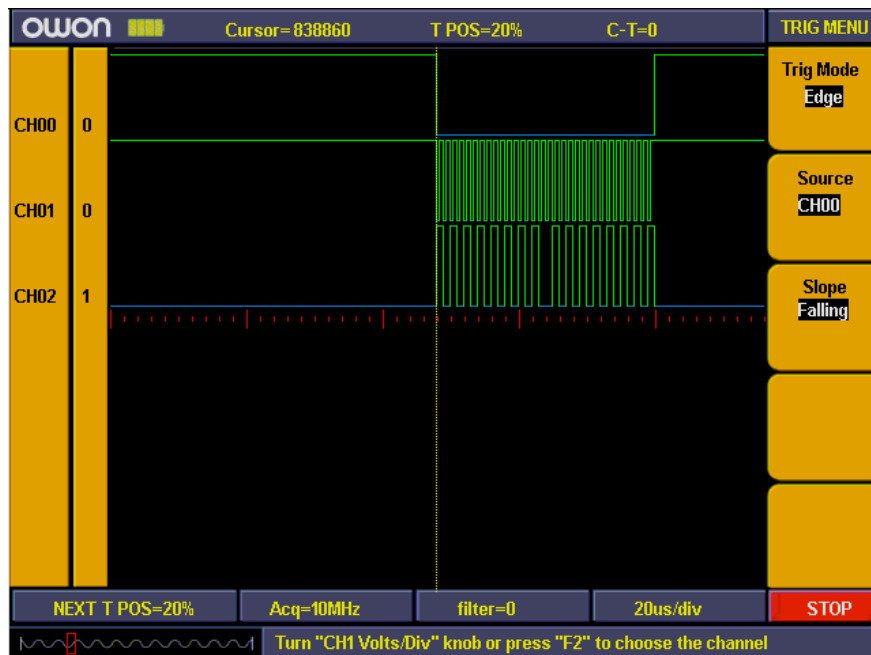 OWON Cursor=838860 T POS=20% C-T=0 TRIG MENU
Trig Mode
Edge
CH00 0
Source
CH00
CH01 0
Slope
Falling
CH02 1
NEXT T POS=20% Acq=10MHz filter=0 20us/div STOP
Turn "CH1 Volts/Div" knob or press "F2" to choose the channel